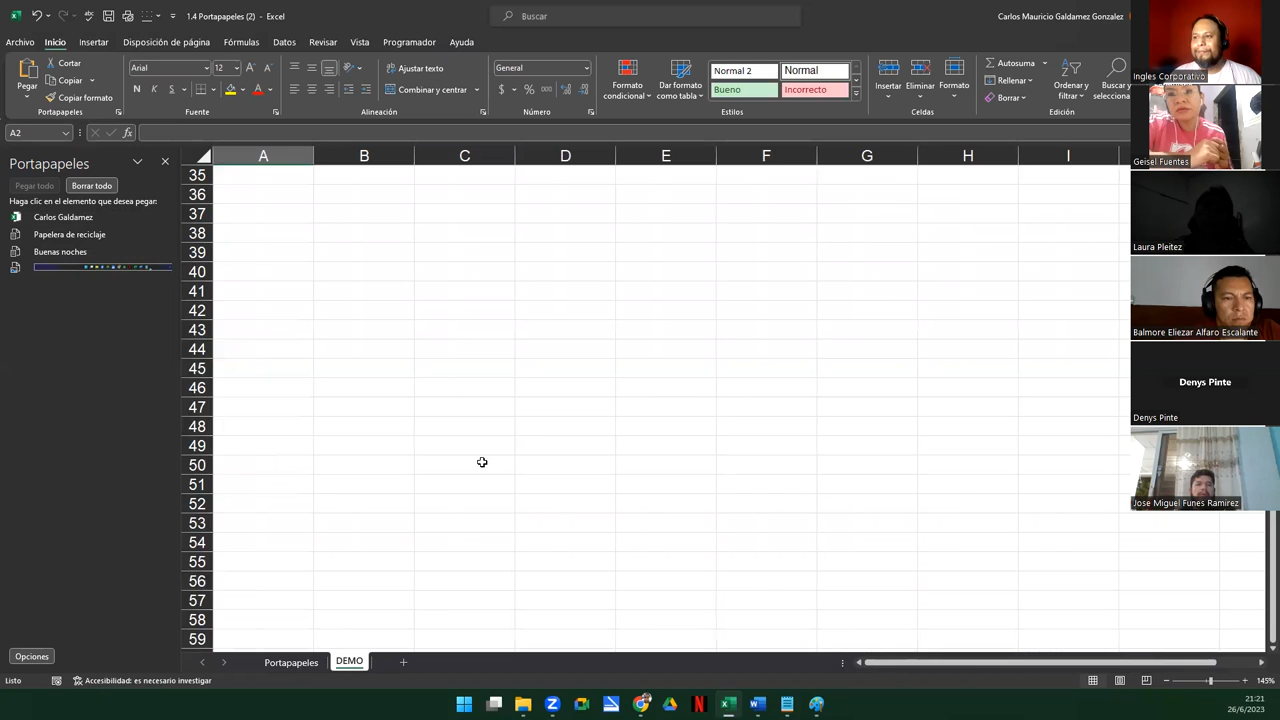 1.4 Portapapeles (2) - Excel
Buscar
Carlos Mauricio Galdamez Gonzalez
Archivo Inicio Insertar Disposición de página Fórmulas Datos Revisar Vista Programador Ayuda
Pegar
Cortar
Copiar
Copiar formato
Portapapeles
Arial 12
N K S
Fuente
Ajustar texto
Combinar y centrar
Alineación
General
$ % 000
Número
Formato condicional
Dar formato como tabla
Normal 2 Normal
Bueno Incorrecto
Estilos
Insertar Eliminar Formato
Celdas
Autosuma
Rellenar
Borrar
Ordenar y filtrar
Buscar y selecciona
Edición
A2
fx
Portapapeles
Pegar todo Borrar todo
Haga clic en el elemento que desea pegar:
Carlos Galdamez
Papelera de reciclaje
Buenas noches
Opciones
A B C D E F G H I
35
36
37
38
39
40
41
42
43
44
45
46
47
48
49
50
51
52
53
54
55
56
57
58
59
Portapapeles DEMO
Listo
Accesibilidad: es necesario investigar
145%
21:21
26/6/2023
Ingles Corporativo
Geisel Fuentes
Laura Pleitez
Balmore Eliezar Alfaro Escalante
Denys Pinte
Denys Pinte
Jose Miguel Funes Ramirez